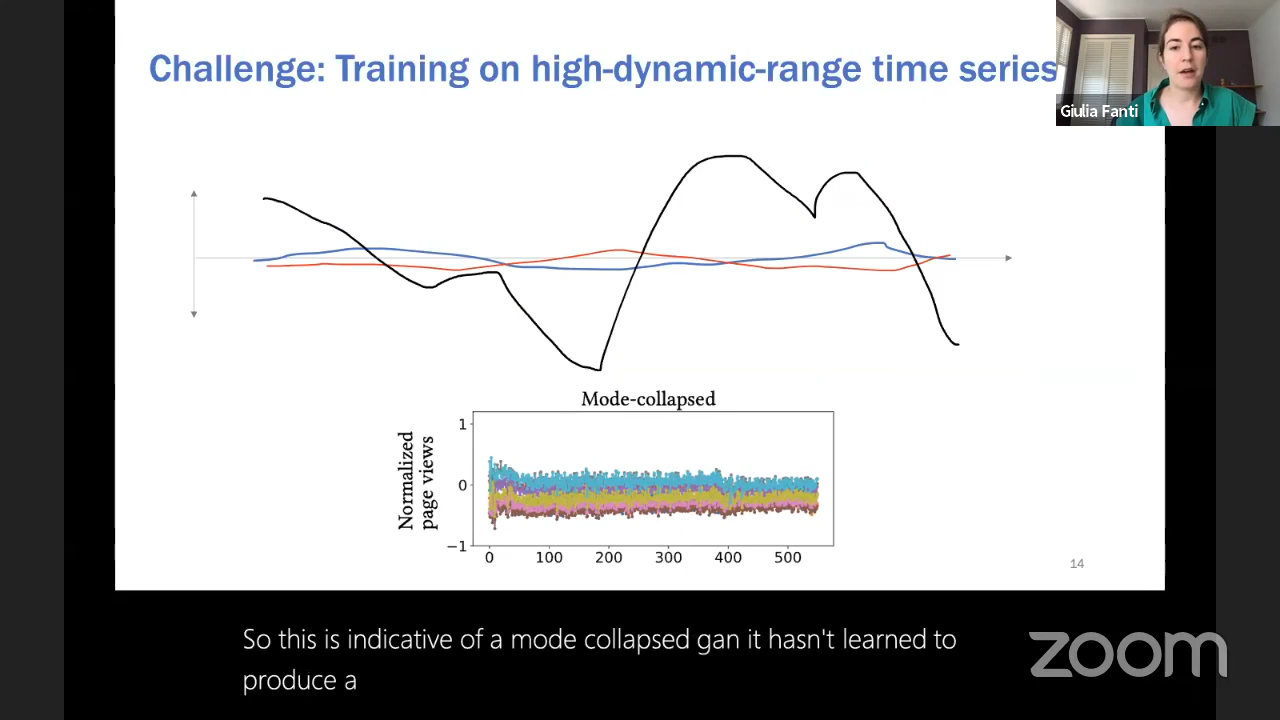 Challenge: Training on high-dynamic-range time series
Giulia Fanti
Mode-collapsed
Normalized
page views
1
0
−1
0 100 200 300 400 500
14
So this is indicative of a mode collapsed gan it hasn't learned to
produce a
zoom